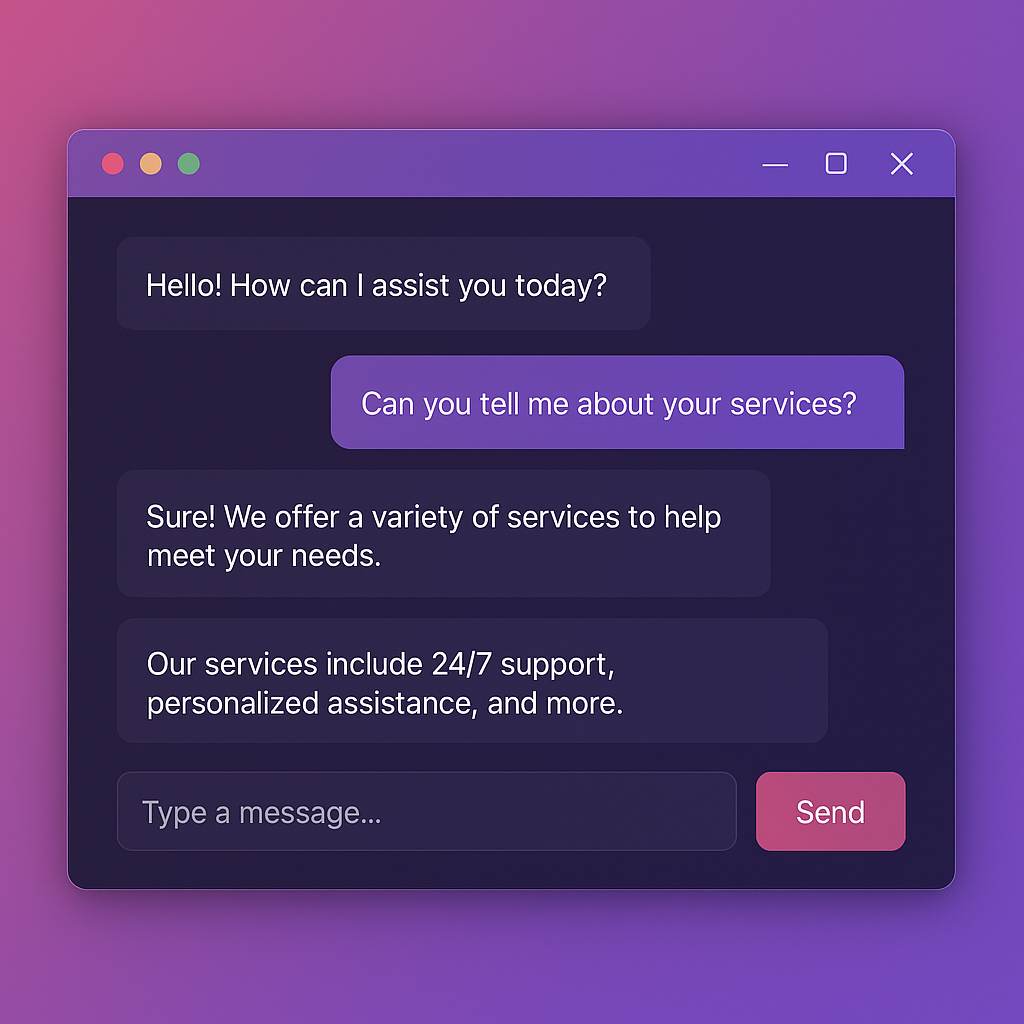 Hello! How can I assist you today?
Can you tell me about your services?
Sure! We offer a variety of services to help
meet your needs.
Our services include 24/7 support,
personalized assistance, and more.
Type a message...
Send